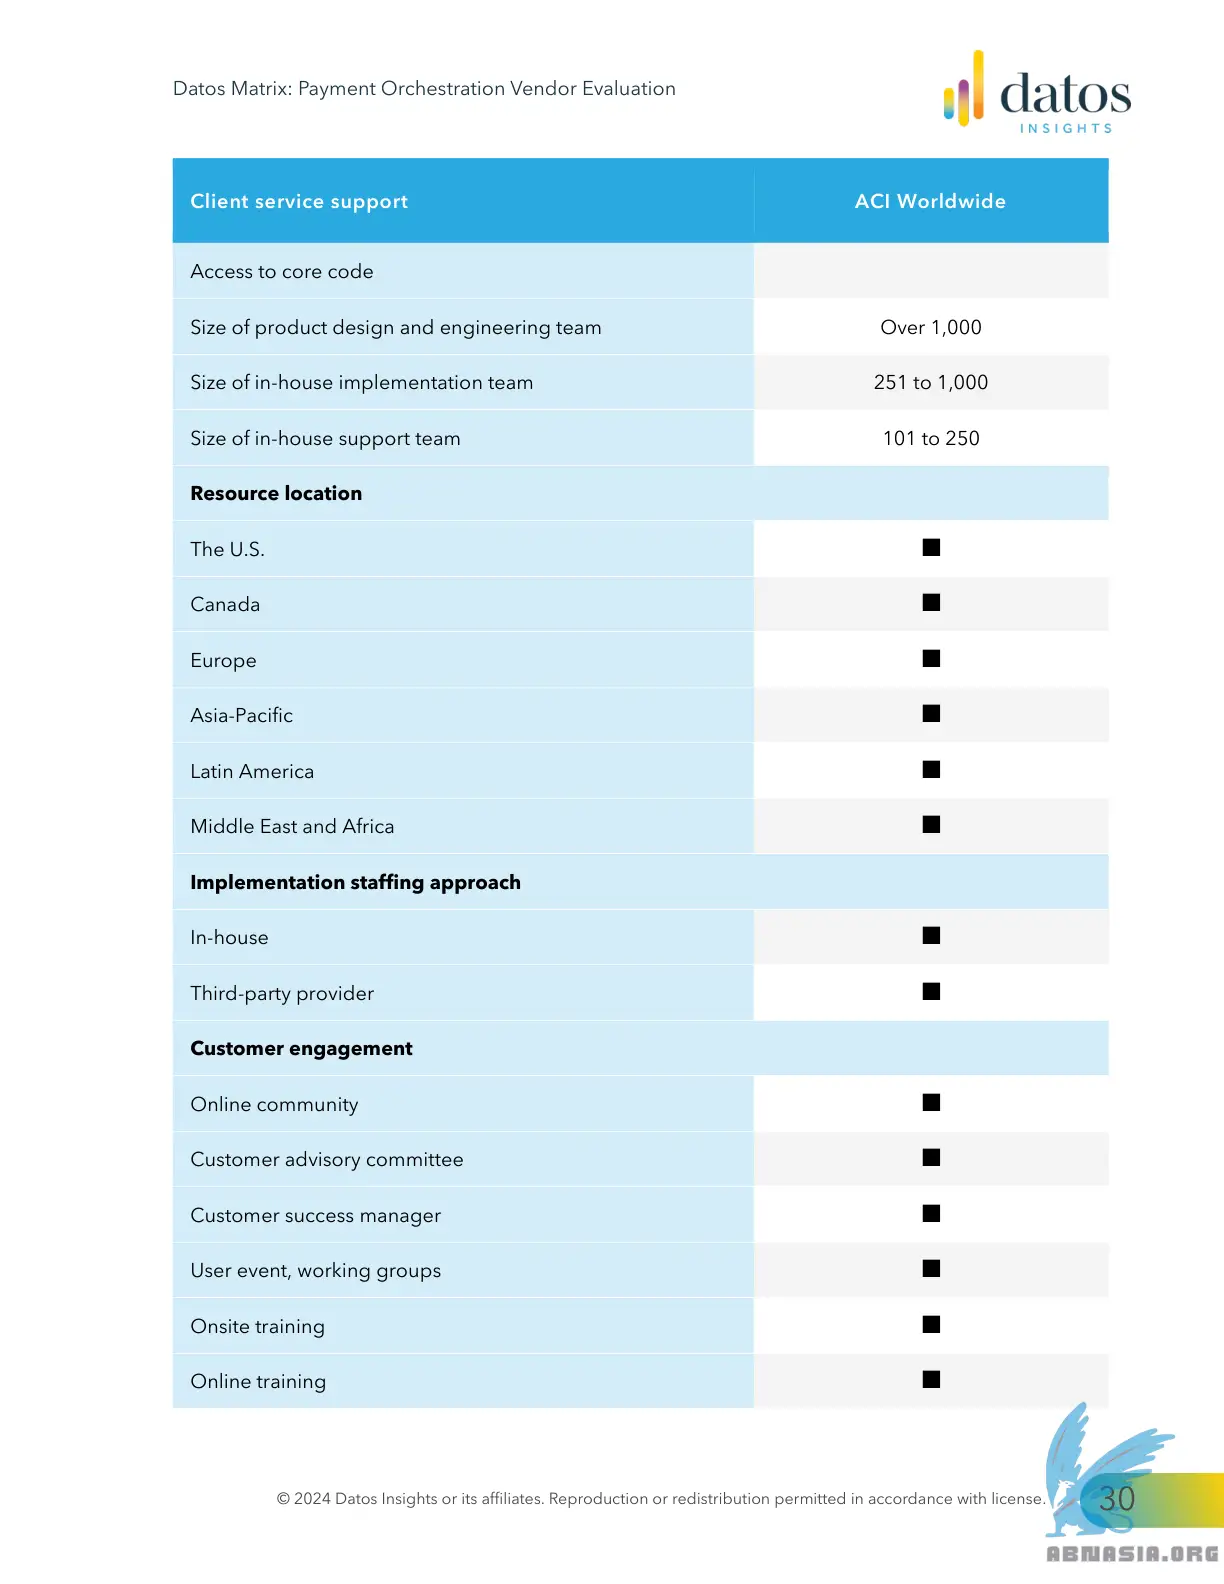 Datos Matrix: Payment Orchestration Vendor Evaluation
datos
INSIGHTS
Client service support ACI Worldwide
Access to core code
Size of product design and engineering team Over 1,000
Size of in-house implementation team 251 to 1,000
Size of in-house support team 101 to 250
Resource location
The U.S. ■
Canada ■
Europe ■
Asia-Pacific ■
Latin America ■
Middle East and Africa ■
Implementation staffing approach
In-house ■
Third-party provider ■
Customer engagement
Online community ■
Customer advisory committee ■
Customer success manager ■
User event, working groups ■
Onsite training ■
Online training ■
© 2024 Datos Insights or its affiliates. Reproduction or redistribution permitted in accordance with license. 30
ABNASIA.ORG